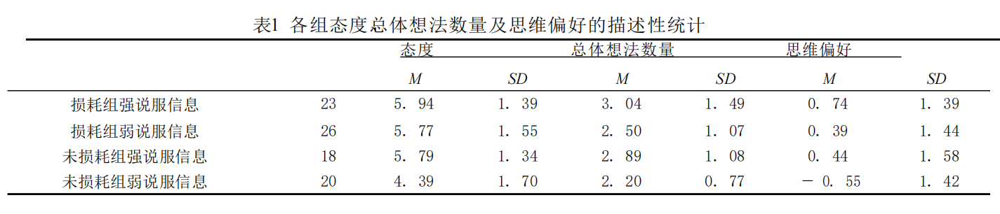 表1 各组态度总体想法数量及思维偏好的描述性统计
态度 总体想法数量 思维偏好
M SD M SD M SD
损耗组强说服信息 23 5. 94 1. 39 3. 04 1. 49 0. 74 1. 39
损耗组弱说服信息 26 5. 77 1. 55 2. 50 1. 07 0. 39 1. 44
未损耗组强说服信息 18 5. 79 1. 34 2. 89 1. 08 0. 44 1. 58
未损耗组弱说服信息 20 4. 39 1. 70 2. 20 0. 77 － 0. 55 1. 42